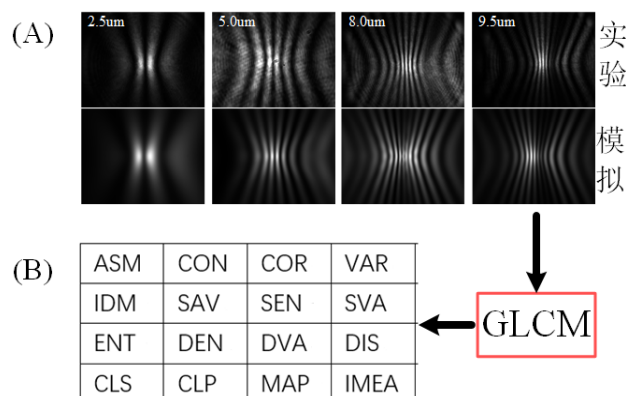 (A)
2.5um 5.0um 8.0um 9.5um
实验
模拟
(B)
ASM CON COR VAR
IDM SAV SEN SVA
ENT DEN DVA DIS
CLS CLP MAP IMEA
GLCM